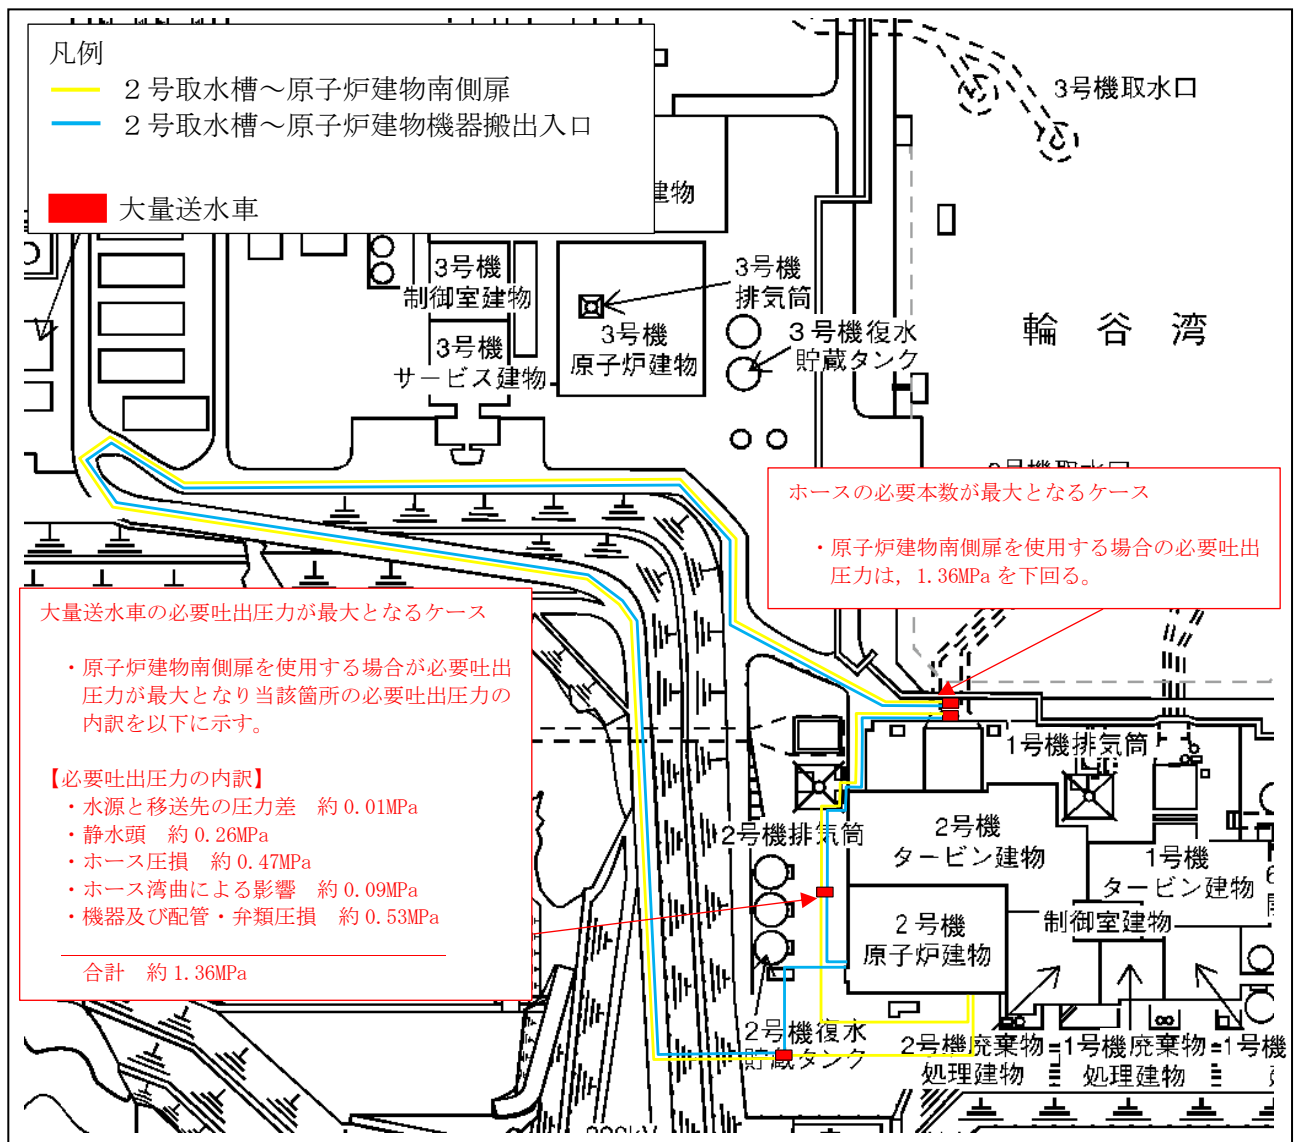 凡例
２号取水槽～原子炉建物南側扉
２号取水槽～原子炉建物機器搬出入口
大量送水車
建物
3号機取水口
3号機
制御室建物
3号機
排気筒
3号機
原子炉建物
3号機復水
貯蔵タンク
3号機
サービス建物
輪谷湾
ホースの必要本数が最大となるケース
・原子炉建物南側扉を使用する場合の必要吐出
圧力は，1.36MPaを下回る。
大量送水車の必要吐出圧力が最大となるケース
・原子炉建物南側扉を使用する場合が必要吐出
圧力が最大となり当該箇所の必要吐出圧力の
内訳を以下に示す。
【必要吐出圧力の内訳】
・水源と移送先の圧力差　約0.01MPa
・静水頭　約0.26MPa
・ホース圧損　約0.47MPa
・ホース湾曲による影響　約0.09MPa
・機器及び配管・弁類圧損　約0.53MPa
合計　約1.36MPa
1号機排気筒
2号機排気筒
2号機
タービン建物
1号機
タービン建物
制御室建物
２号機
原子炉建物
2号機復水
貯蔵タンク
2号機廃棄物
処理建物
1号機廃棄物
処理建物
1号機